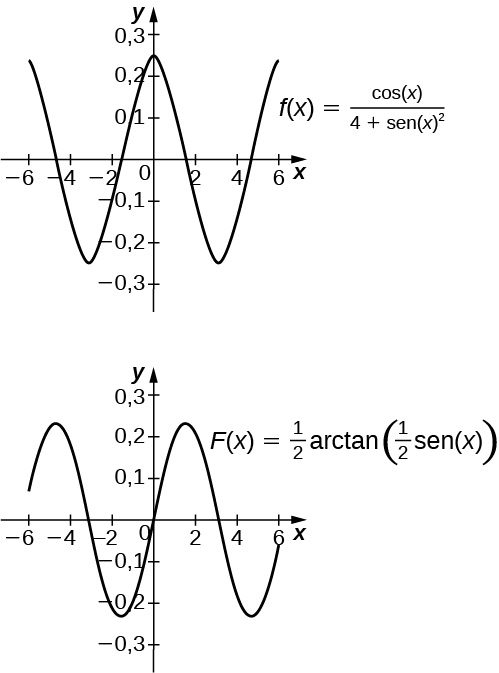 y
0,3
0,2
0,1
0
−0,1
−0,2
−0,3
−6 −4 −2 2 4 6 x
f(x) = cos(x) / (4 + sen(x)²)
y
0,3
0,2
0,1
0
−0,1
−0,2
−0,3
−6 −4 −2 2 4 6 x
F(x) = 1/2 arctan(1/2 sen(x))